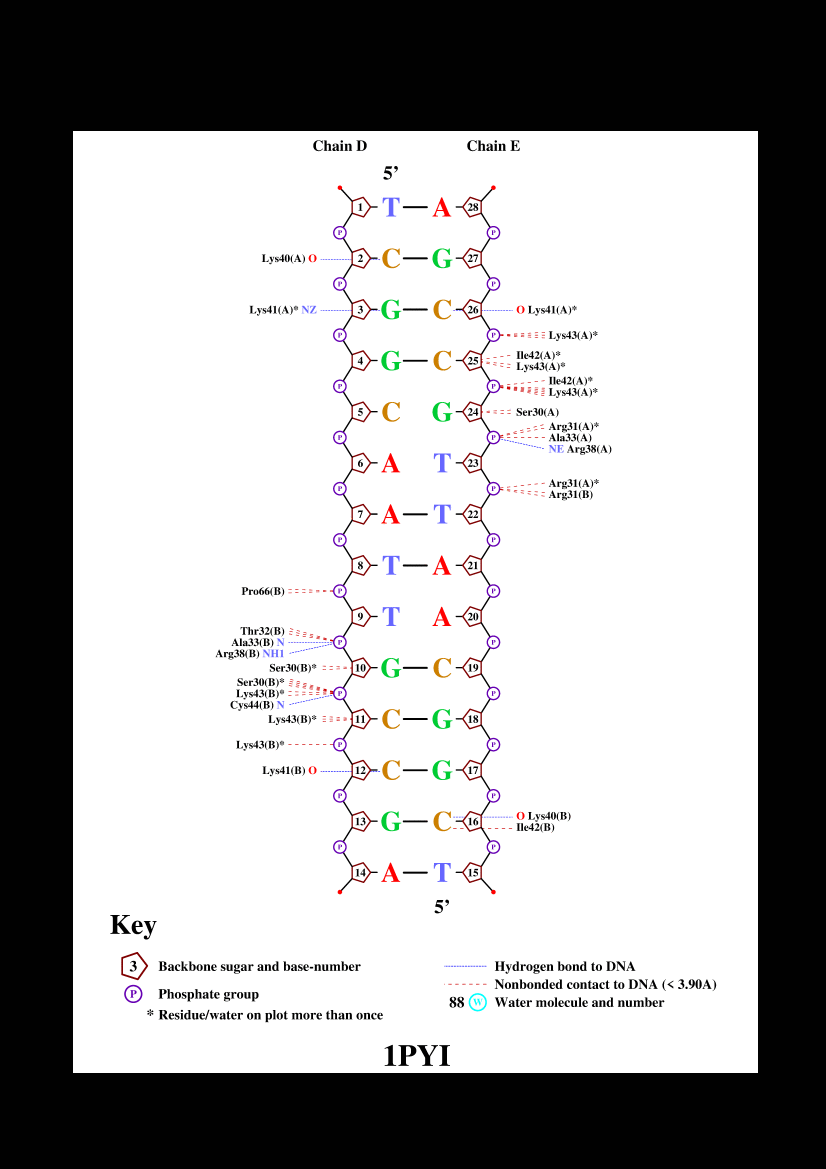 Chain D Chain E
5’
1 T A 28
P P
Lys40(A) O 2 C G 27
P P
Lys41(A)* NZ 3 G C 26 O Lys41(A)*
P P Lys43(A)*
Ile42(A)*
4 G C 25 Lys43(A)*
Ile42(A)*
P P Lys43(A)*
5 C G 24 Ser30(A)
Arg31(A)*
P P Ala33(A)
NE Arg38(A)
6 A T 23
Arg31(A)*
P P Arg31(B)
7 A T 22
P P
8 T A 21
Pro66(B) P P
9 T A 20
Thr32(B)
Ala33(B) N P P
Arg38(B) NH1
Ser30(B)* 10 G C 19
Ser30(B)*
Lys43(B)* P P
Cys44(B) N
Lys43(B)* 11 C G 18
Lys43(B)* P P
Lys41(B) O 12 C G 17
P P
O Lys40(B)
13 G C 16 Ile42(B)
P P
14 A T 15
5’
Key
3 Backbone sugar and base-number
P Phosphate group
* Residue/water on plot more than once
Hydrogen bond to DNA
Nonbonded contact to DNA (< 3.90A)
88 W Water molecule and number
1PYI